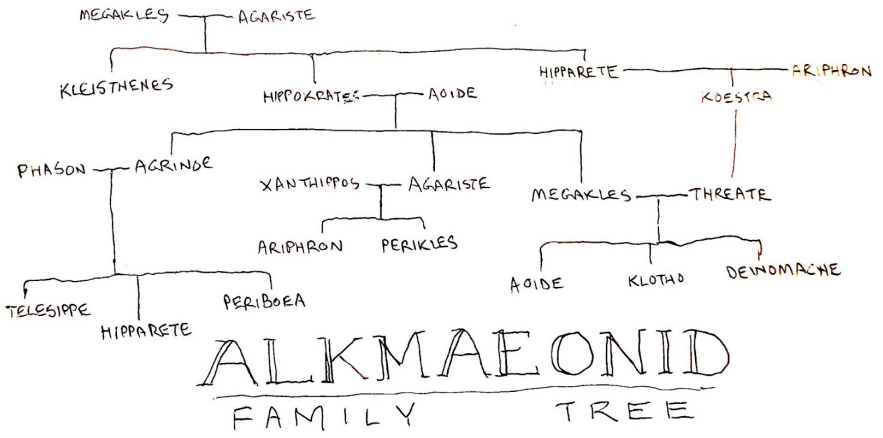 MEGAKLES AGARISTE
KLEISTHENES HIPPOKRATES AOIDE HIPPARETE ARIPHRON
KOESTRA
PHASON AGRINDE XANTHIPPOS AGARISTE MEGAKLES THREATE
ARIPHRON PERIKLES
AOIDE KLOTHO DEINOMACHE
TELESIPPE HIPPARETE PERIBOEA
ALKMAEONID
FAMILY TREE